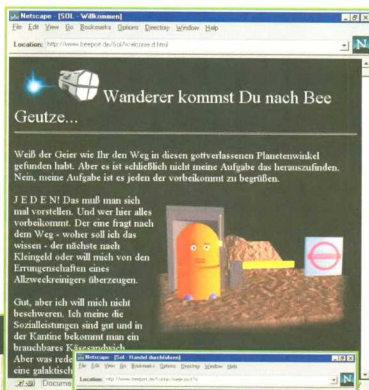 Netscape - [SOL - Willkommen]
File Edit View Go Bookmarks Options Directory Window Help
Location: http://www.beeport.de/Sol/Welcome.d.html
N
Wanderer kommst Du nach Bee
Geutze...
Weiß der Geier wie Ihr den Weg in diesen gottverlassenen Planetenwinkel
gefunden habt. Aber es ist schließlich nicht meine Aufgabe das herauszufinden.
Nein, meine Aufgabe ist es jeden der vorbeikommt zu begrüßen.
J E D E N! Das muß man sich
mal vorstellen. Und wer hier alles
vorbeikommt. Der eine fragt nach
dem Weg - woher soll ich das
wissen - der nächste nach
Kleingeld oder will mich von den
Errungenschaften eines
Allzweckreinigers überzeugen.
Gut, aber ich will mich nicht
beschweren. Ich meine die
Sozialleistungen sind gut und in
der Kantine bekommt man ein
brauchbares Käsesandwich
Aber was rede
eine galaktisch
Docume
Netscape - [Sol - Handel durchführen]
File Edit View Go Bookmarks Options Directory Window Help
Location:
N